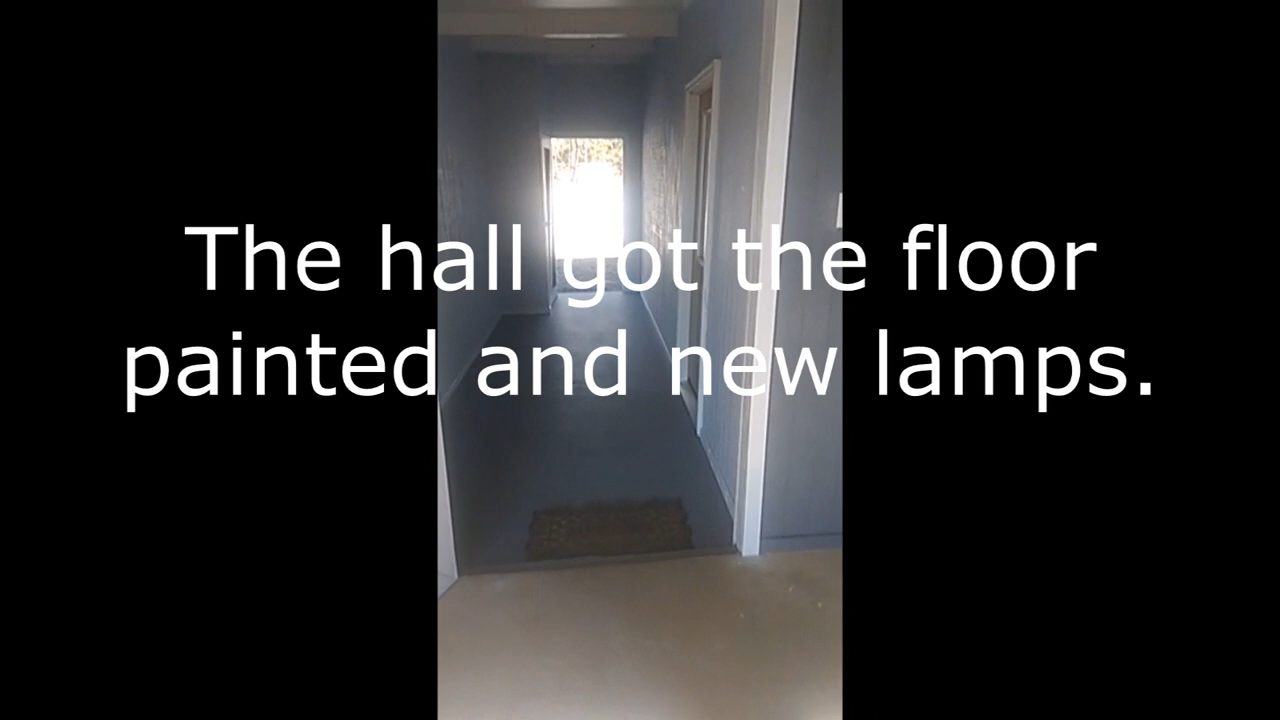 The hall got the floor
painted and new lamps.